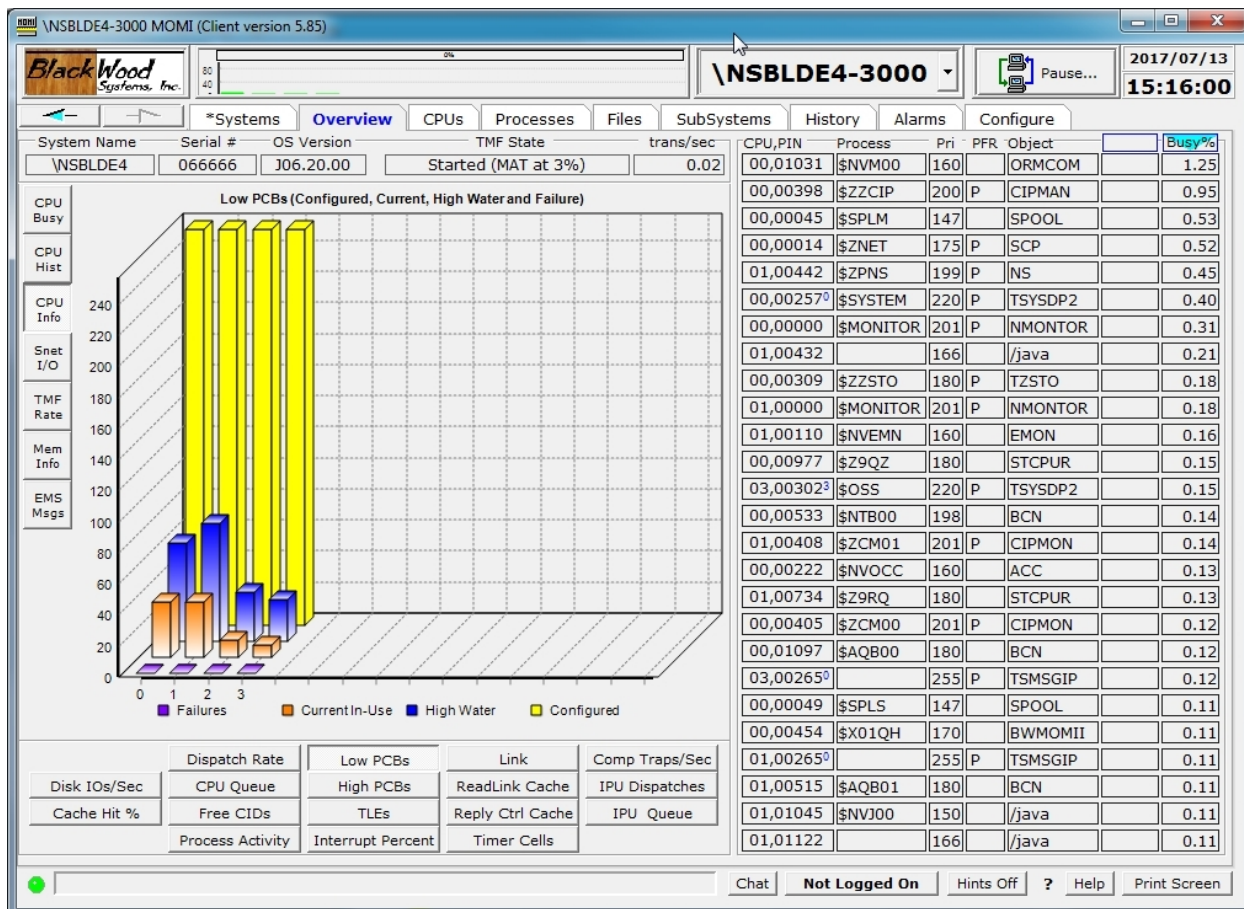 \NSBLDE4-3000 MOMI (Client version 5.85)
BlackWood
Systems, Inc.
0%
80
40
\NSBLDE4-3000
Pause...
2017/07/13
15:16:00
*Systems Overview CPUs Processes Files SubSystems History Alarms Configure
System Name Serial # OS Version TMF State trans/sec
\NSBLDE4 066666 J06.20.00 Started (MAT at 3%) 0.02
CPU Busy
CPU Hist
CPU Info
Snet I/O
TMF Rate
Mem Info
EMS Msgs
Low PCBs (Configured, Current, High Water and Failure)
240
220
200
180
160
140
120
100
80
60
40
20
0
0 1 2 3
Failures Current In-Use High Water Configured
Dispatch Rate Low PCBs Link Comp Traps/Sec
Disk IOs/Sec CPU Queue High PCBs ReadLink Cache IPU Dispatches
Cache Hit % Free CIDs TLEs Reply Ctrl Cache IPU Queue
Process Activity Interrupt Percent Timer Cells
CPU,PIN Process Pri PFR Object Busy%
00,01031 $NVM00 160 ORMCOM 1.25
00,00398 $ZZCIP 200 P CIPMAN 0.95
00,00045 $SPLM 147 SPOOL 0.53
00,00014 $ZNET 175 P SCP 0.52
01,00442 $ZPNS 199 P NS 0.45
00,00257⁰ $SYSTEM 220 P TSYSDP2 0.40
00,00000 $MONITOR 201 P NMONTOR 0.31
01,00432 166 /java 0.21
00,00309 $ZZSTO 180 P TZSTO 0.18
01,00000 $MONITOR 201 P NMONTOR 0.18
01,00110 $NVEMN 160 EMON 0.16
00,00977 $Z9QZ 180 STCPUR 0.15
03,00302³ $OSS 220 P TSYSDP2 0.15
00,00533 $NTB00 198 BCN 0.14
01,00408 $ZCM01 201 P CIPMON 0.14
00,00222 $NVOCC 160 ACC 0.13
01,00734 $Z9RQ 180 STCPUR 0.13
00,00405 $ZCM00 201 P CIPMON 0.12
00,01097 $AQB00 180 BCN 0.12
03,00265⁰ 255 P TSMSGIP 0.12
00,00049 $SPLS 147 SPOOL 0.11
00,00454 $X01QH 170 BWMOMII 0.11
01,00265⁰ 255 P TSMSGIP 0.11
01,00515 $AQB01 180 BCN 0.11
01,01045 $NVJ00 150 /java 0.11
01,01122 166 /java 0.11
Chat Not Logged On Hints Off ? Help Print Screen